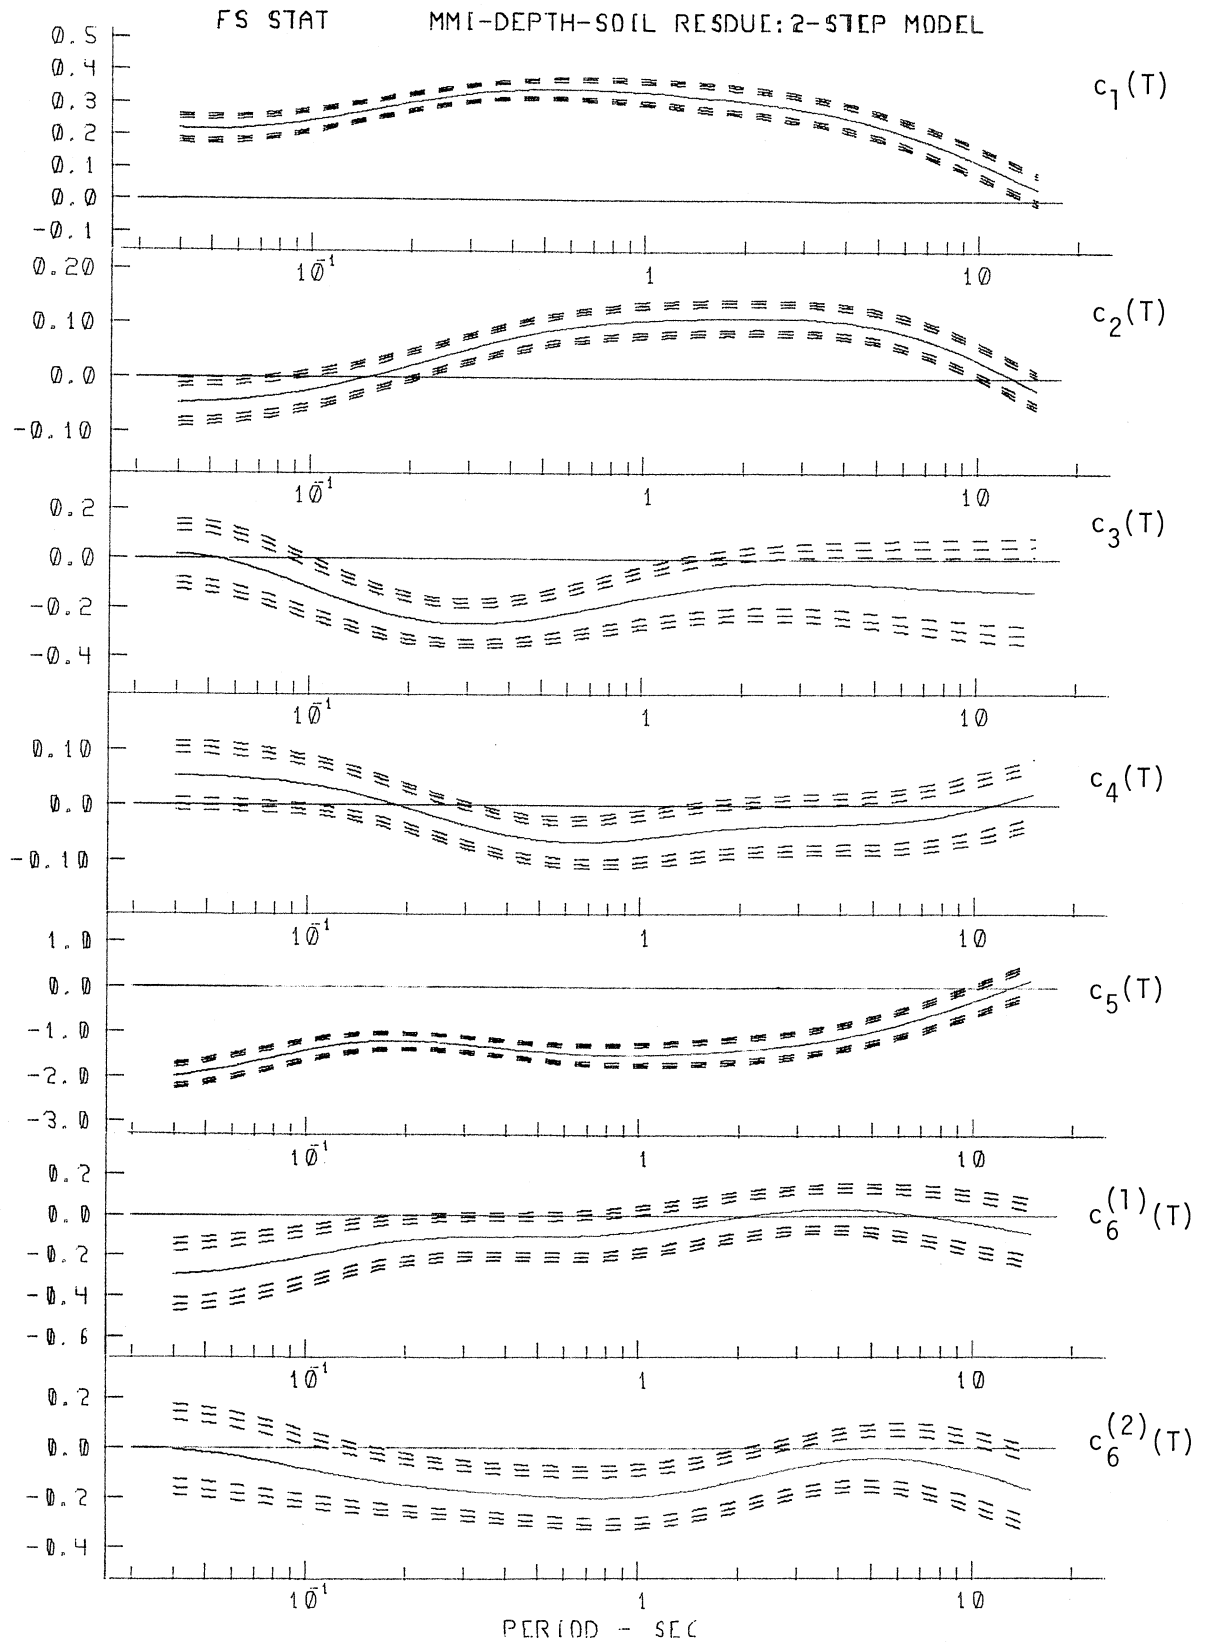 FS STAT MMI-DEPTH-SOIL RESDUE: 2-STEP MODEL
0.5
0.4
0.3
0.2
0.1
0.0
-0.1
c₁(T)
10⁻¹ 1 10
0.20
0.10
0.0
-0.10
c₂(T)
10⁻¹ 1 10
0.2
0.0
-0.2
-0.4
c₃(T)
10⁻¹ 1 10
0.10
0.0
-0.10
c₄(T)
10⁻¹ 1 10
1.0
0.0
-1.0
-2.0
-3.0
c₅(T)
10⁻¹ 1 10
0.2
0.0
-0.2
-0.4
-0.6
c₆⁽¹⁾(T)
10⁻¹ 1 10
0.2
0.0
-0.2
-0.4
c₆⁽²⁾(T)
10⁻¹ 1 10
PERIOD - SEC